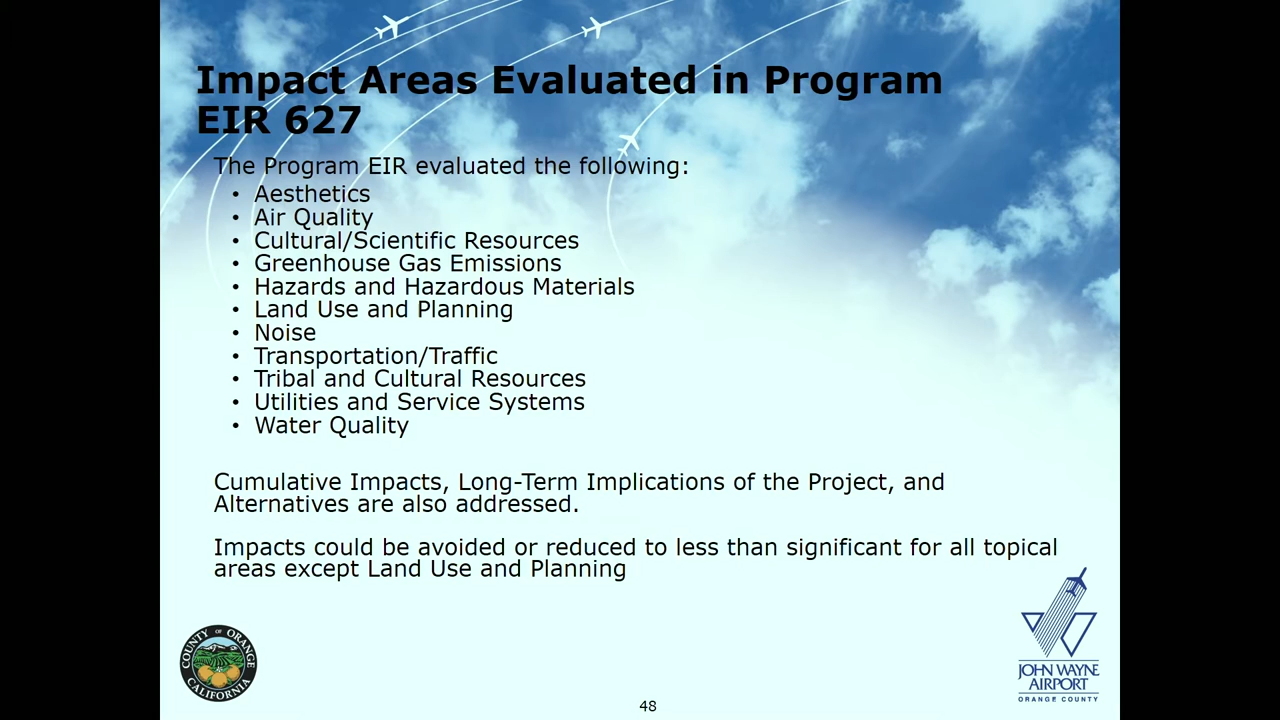 Impact Areas Evaluated in Program
EIR 627
The Program EIR evaluated the following:
• Aesthetics
• Air Quality
• Cultural/Scientific Resources
• Greenhouse Gas Emissions
• Hazards and Hazardous Materials
• Land Use and Planning
• Noise
• Transportation/Traffic
• Tribal and Cultural Resources
• Utilities and Service Systems
• Water Quality
Cumulative Impacts, Long-Term Implications of the Project, and
Alternatives are also addressed.
Impacts could be avoided or reduced to less than significant for all topical
areas except Land Use and Planning
COUNTY OF ORANGE
CALIFORNIA
JOHN WAYNE
AIRPORT
ORANGE COUNTY
48